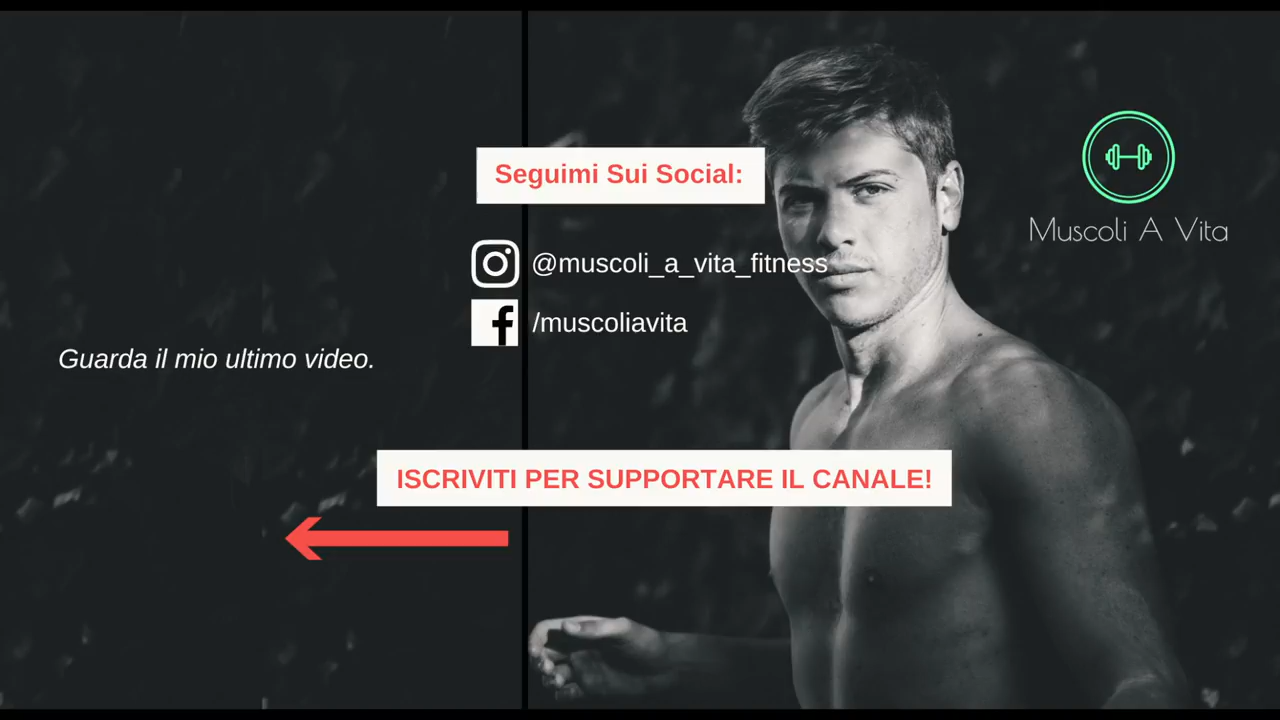 Seguimi Sui Social:
@muscoli_a_vita_fitness
/muscoliavita
Muscoli A Vita
Guarda il mio ultimo video.
ISCRIVITI PER SUPPORTARE IL CANALE!